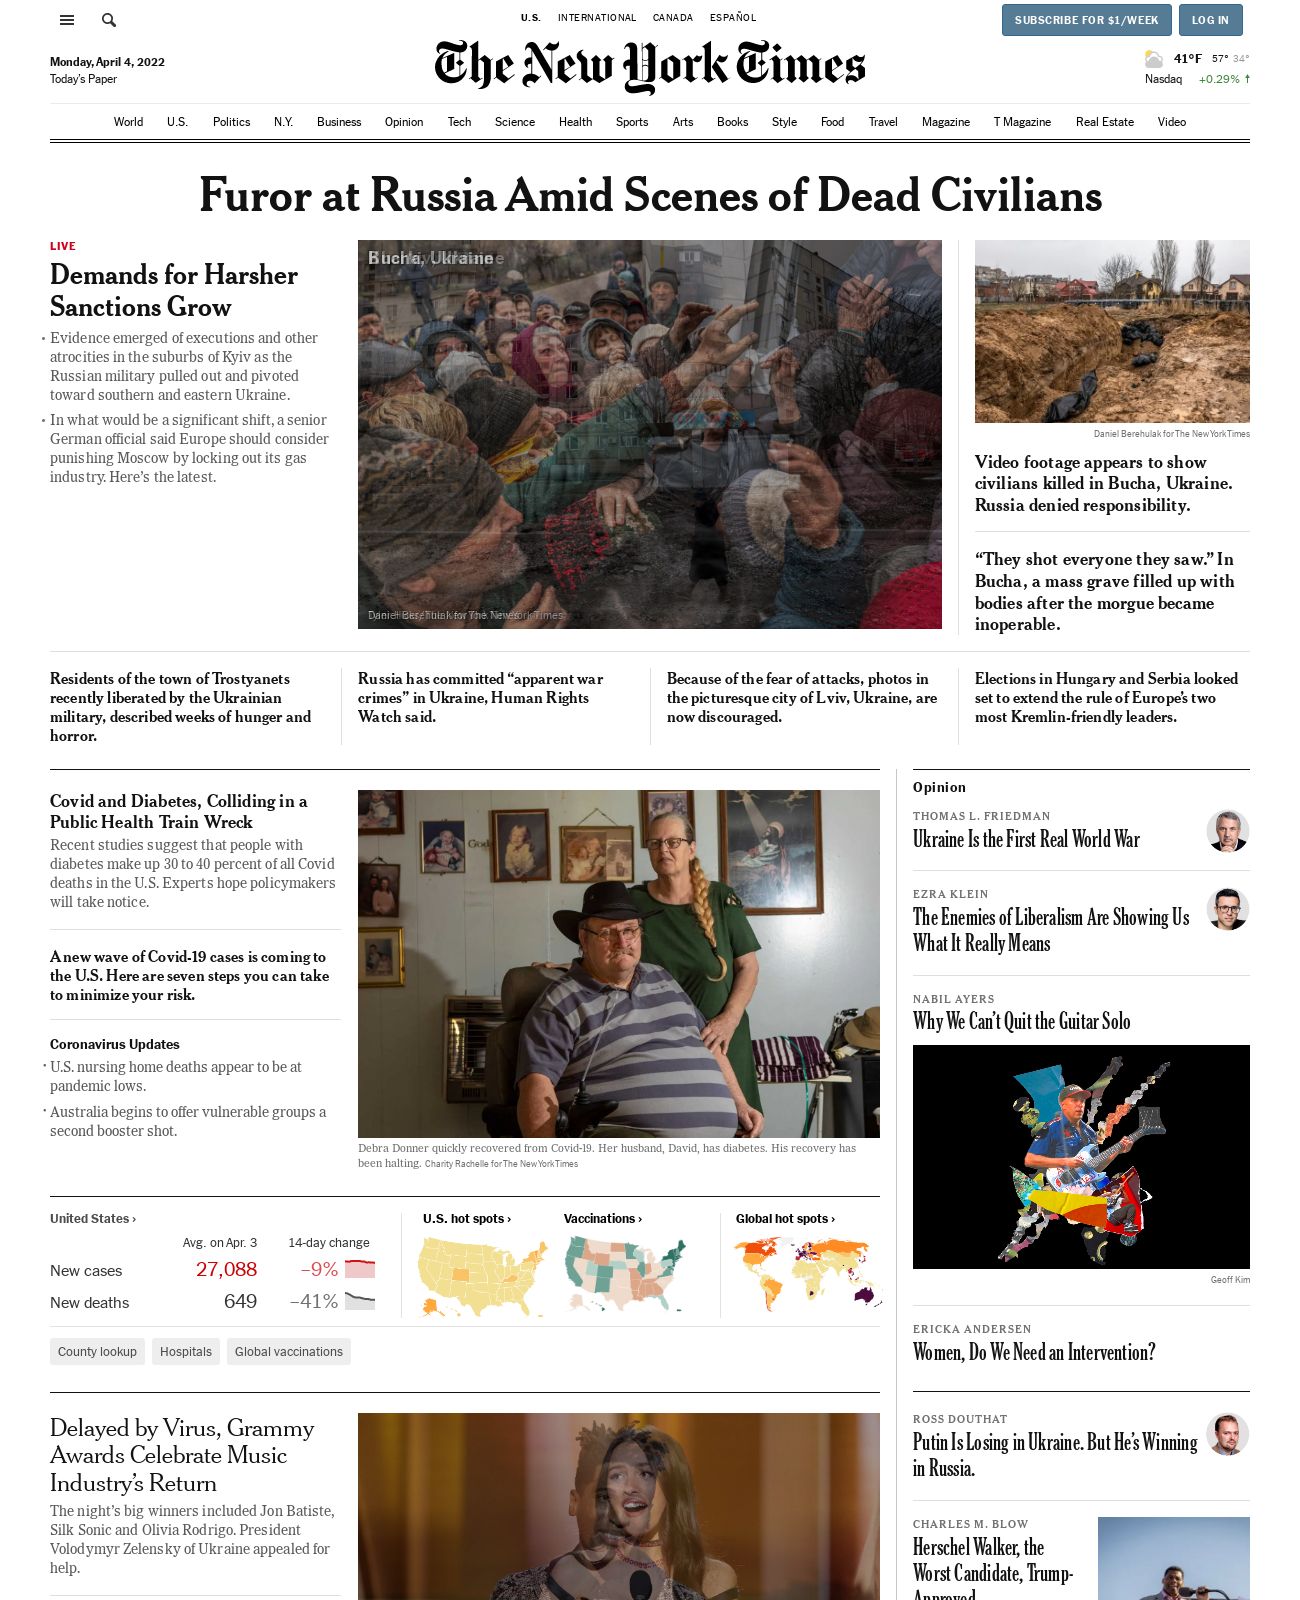 U.S. INTERNATIONAL CANADA ESPAÑOL
SUBSCRIBE FOR $1/WEEK
LOG IN
Monday, April 4, 2022
Today's Paper
The New York Times
41°F 57° 34°
Nasdaq +0.29% ↑
World U.S. Politics N.Y. Business Opinion Tech Science Health Sports Arts Books Style Food Travel Magazine T Magazine Real Estate Video
Furor at Russia Amid Scenes of Dead Civilians
LIVE
Demands for Harsher
Sanctions Grow
• Evidence emerged of executions and other
atrocities in the suburbs of Kyiv as the
Russian military pulled out and pivoted
toward southern and eastern Ukraine.
• In what would be a significant shift, a senior
German official said Europe should consider
punishing Moscow by locking out its gas
industry. Here's the latest.
Bucha, Ukraine
Daniel Berehulak for The New York Times
Daniel Berehulak for The New York Times
Video footage appears to show
civilians killed in Bucha, Ukraine.
Russia denied responsibility.
“They shot everyone they saw.” In
Bucha, a mass grave filled up with
bodies after the morgue became
inoperable.
Residents of the town of Trostyanets
recently liberated by the Ukrainian
military, described weeks of hunger and
horror.
Russia has committed “apparent war
crimes” in Ukraine, Human Rights
Watch said.
Because of the fear of attacks, photos in
the picturesque city of Lviv, Ukraine, are
now discouraged.
Elections in Hungary and Serbia looked
set to extend the rule of Europe's two
most Kremlin-friendly leaders.
Covid and Diabetes, Colliding in a
Public Health Train Wreck
Recent studies suggest that people with
diabetes make up 30 to 40 percent of all Covid
deaths in the U.S. Experts hope policymakers
will take notice.
A new wave of Covid-19 cases is coming to
the U.S. Here are seven steps you can take
to minimize your risk.
Coronavirus Updates
• U.S. nursing home deaths appear to be at
pandemic lows.
• Australia begins to offer vulnerable groups a
second booster shot.
God
Debra Donner quickly recovered from Covid-19. Her husband, David, has diabetes. His recovery has
been halting. Charity Rachelle for The New York Times
United States ›
Avg. on Apr. 3 14-day change
New cases 27,088 –9%
New deaths 649 –41%
U.S. hot spots ›
Vaccinations ›
Global hot spots ›
County lookup
Hospitals
Global vaccinations
Delayed by Virus, Grammy
Awards Celebrate Music
Industry's Return
The night's big winners included Jon Batiste,
Silk Sonic and Olivia Rodrigo. President
Volodymyr Zelensky of Ukraine appealed for
help.
Opinion
THOMAS L. FRIEDMAN
Ukraine Is the First Real World War
EZRA KLEIN
The Enemies of Liberalism Are Showing Us
What It Really Means
NABIL AYERS
Why We Can't Quit the Guitar Solo
Geoff Kim
ERICKA ANDERSEN
Women, Do We Need an Intervention?
ROSS DOUTHAT
Putin Is Losing in Ukraine. But He's Winning
in Russia.
CHARLES M. BLOW
Herschel Walker, the
Worst Candidate, Trump-
Approved